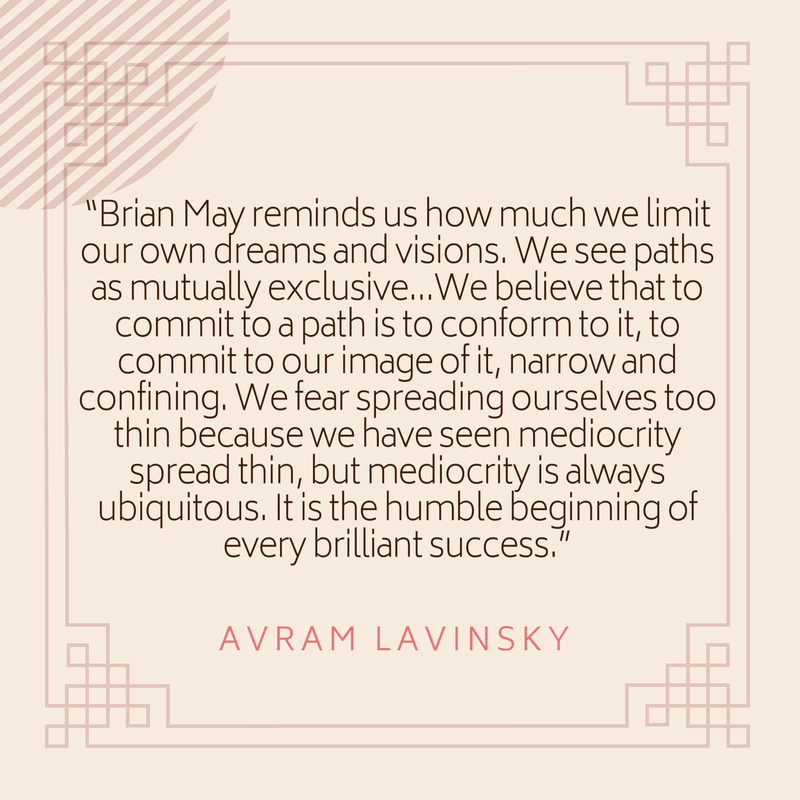 “Brian May reminds us how much we limit
our own dreams and visions. We see paths
as mutually exclusive...We believe that to
commit to a path is to conform to it, to
commit to our image of it, narrow and
confining. We fear spreading ourselves too
thin because we have seen mediocrity
spread thin, but mediocrity is always
ubiquitous. It is the humble beginning of
every brilliant success.”
AVRAM LAVINSKY